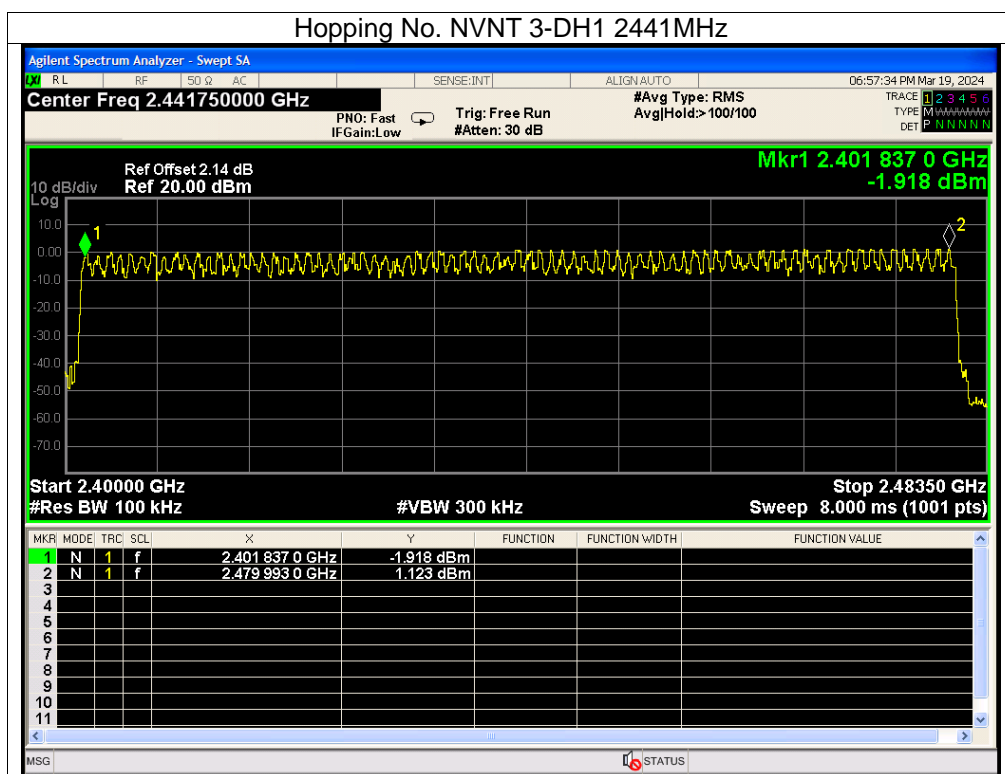 Hopping No. NVNT 3-DH1 2441MHz
Agilent Spectrum Analyzer - Swept SA
LXI RL RF 50 Ω AC SENSE:INT ALIGN AUTO 06:57:34 PM Mar 19, 2024
Center Freq 2.441750000 GHz #Avg Type: RMS TRACE 1 2 3 4 5 6
PNO: Fast Trig: Free Run Avg|Hold:>100/100 TYPE M
IFGain:Low #Atten: 30 dB DET P N N N N N
Ref Offset 2.14 dB Mkr1 2.401 837 0 GHz
10 dB/div Ref 20.00 dBm -1.918 dBm
Log
10.0
0.00
-10.0
-20.0
-30.0
-40.0
-50.0
-60.0
-70.0
1
2
Start 2.40000 GHz Stop 2.48350 GHz
#Res BW 100 kHz #VBW 300 kHz Sweep 8.000 ms (1001 pts)
MKR MODE TRC SCL X Y FUNCTION FUNCTION WIDTH FUNCTION VALUE
1 N 1 f 2.401 837 0 GHz -1.918 dBm
2 N 1 f 2.479 993 0 GHz 1.123 dBm
3
4
5
6
7
8
9
10
11
MSG STATUS